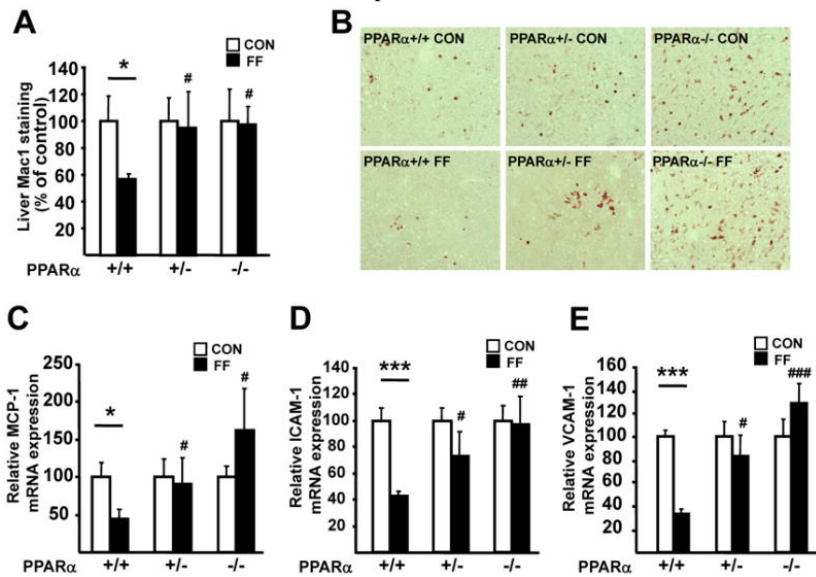 A
CON
FF
140
120
100
80
60
40
20
Liver Mac1 staining
(% of control)
*
#
#
PPARα
+/+
+/-
-/-
B
PPARα+/+ CON
PPARα+/- CON
PPARα-/- CON
PPARα+/+ FF
PPARα+/- FF
PPARα-/- FF
C
CON
FF
250
200
150
100
50
Relative MCP-1
mRNA expression
*
#
#
PPARα
+/+
+/-
-/-
D
CON
FF
140
120
100
80
60
40
20
Relative ICAM-1
mRNA expression
***
#
##
PPARα
+/+
+/-
-/-
E
CON
FF
160
140
120
100
80
60
40
20
Relative VCAM-1
mRNA expression
***
#
###
PPARα
+/+
+/-
-/-